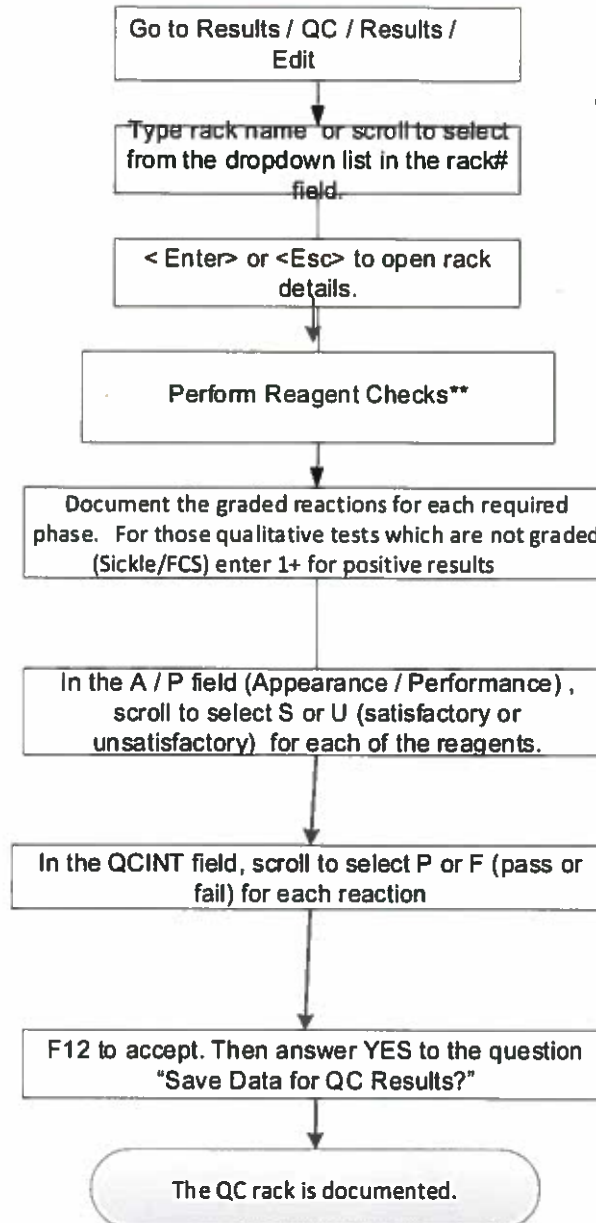 Go to Results / QC / Results /
Edit
Type rack name or scroll to select
from the dropdown list in the rack#
field.
< Enter> or <Esc> to open rack
details.
Perform Reagent Checks**
Document the graded reactions for each required
phase. For those qualitative tests which are not graded
(Sickle/FCS) enter 1+ for positive results
In the A / P field (Appearance / Performance) ,
scroll to select S or U (satisfactory or
unsatisfactory) for each of the reagents.
In the QCINT field, scroll to select P or F (pass or
fail) for each reaction
F12 to accept. Then answer YES to the question
"Save Data for QC Results?"
The QC rack is documented.